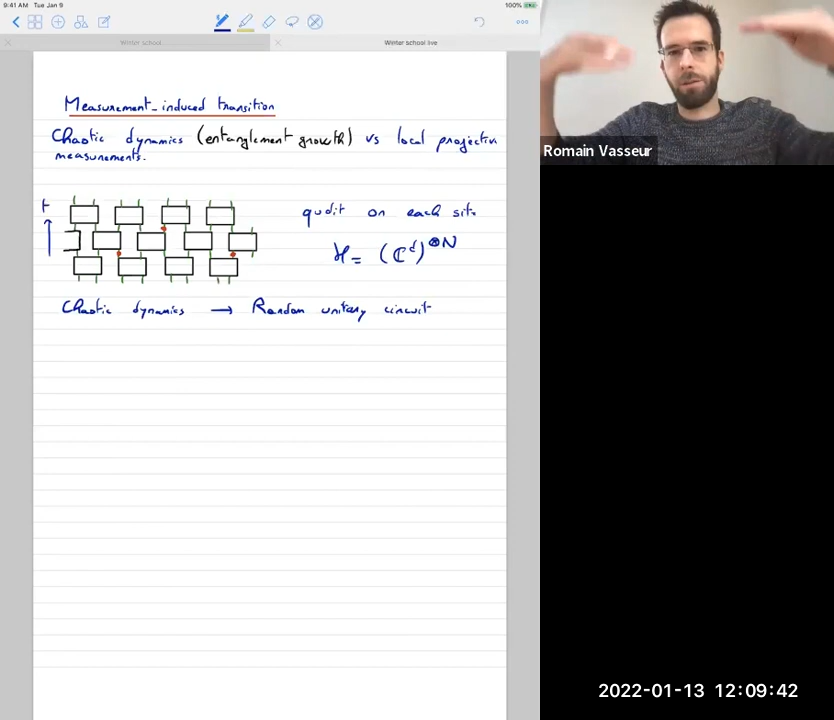 9:41 AM Tue Jan 9
100%
Winter school
Winter school live
Measurement-induced transition
Chaotic dynamics (entanglement growth) vs local projective
measurements.
t
qudit on each site
H = (ℂᵈ)^⊗N
Chaotic dynamics → Random unitary circuit
Romain Vasseur
2022-01-13 12:09:42